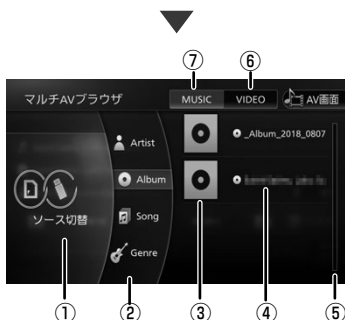 ⑦ ⑥
マルチAVブラウザ MUSIC VIDEO AV画面
Artist
_Album_2018_0807
Album
ソース切替
Song
Genre
① ② ③ ④ ⑤